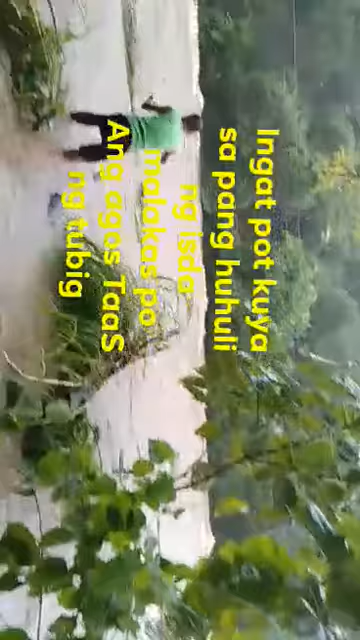 Ingat pot kuya
sa pang huhuli
ng isda
malakas po
Ang agos TaaS
ng tubig